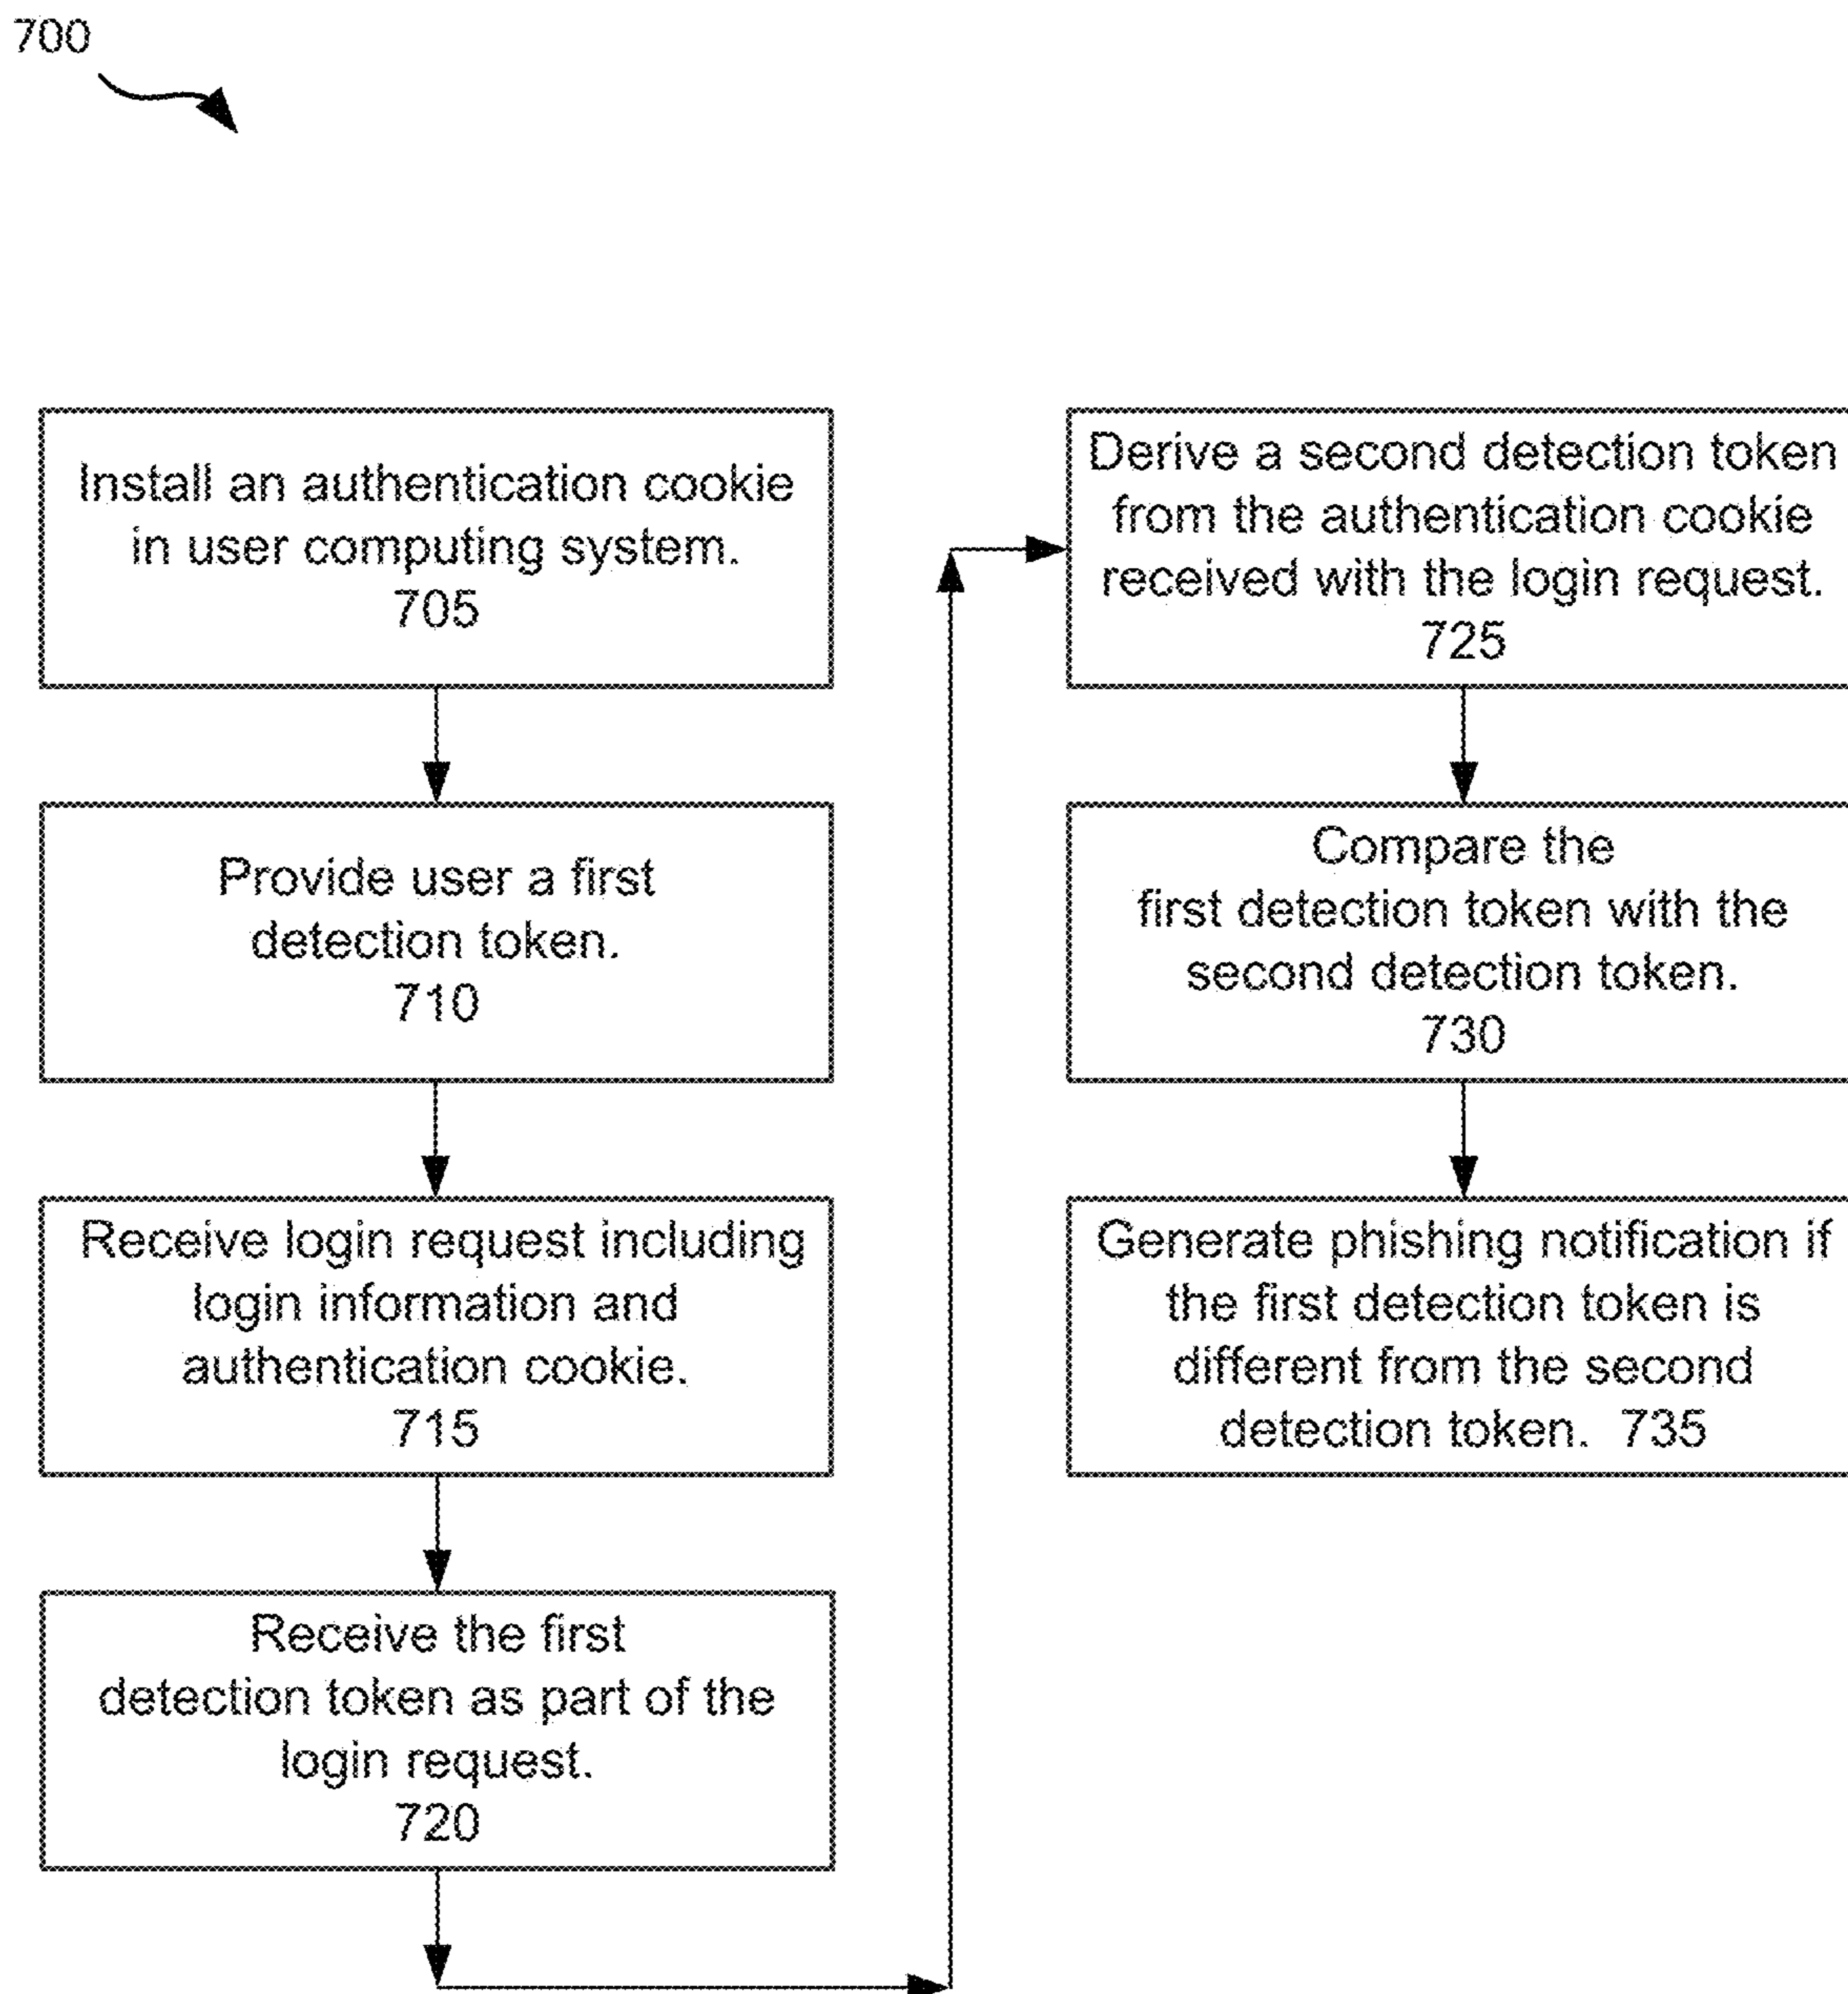 700
Install an authentication cookie
in user computing system.
705
Provide user a first
detection token.
710
Receive login request including
login information and
authentication cookie.
715
Receive the first
detection token as part of the
login request.
720
Derive a second detection token
from the authentication cookie
received with the login request.
725
Compare the
first detection token with the
second detection token.
730
Generate phishing notification if
the first detection token is
different from the second
detection token. 735